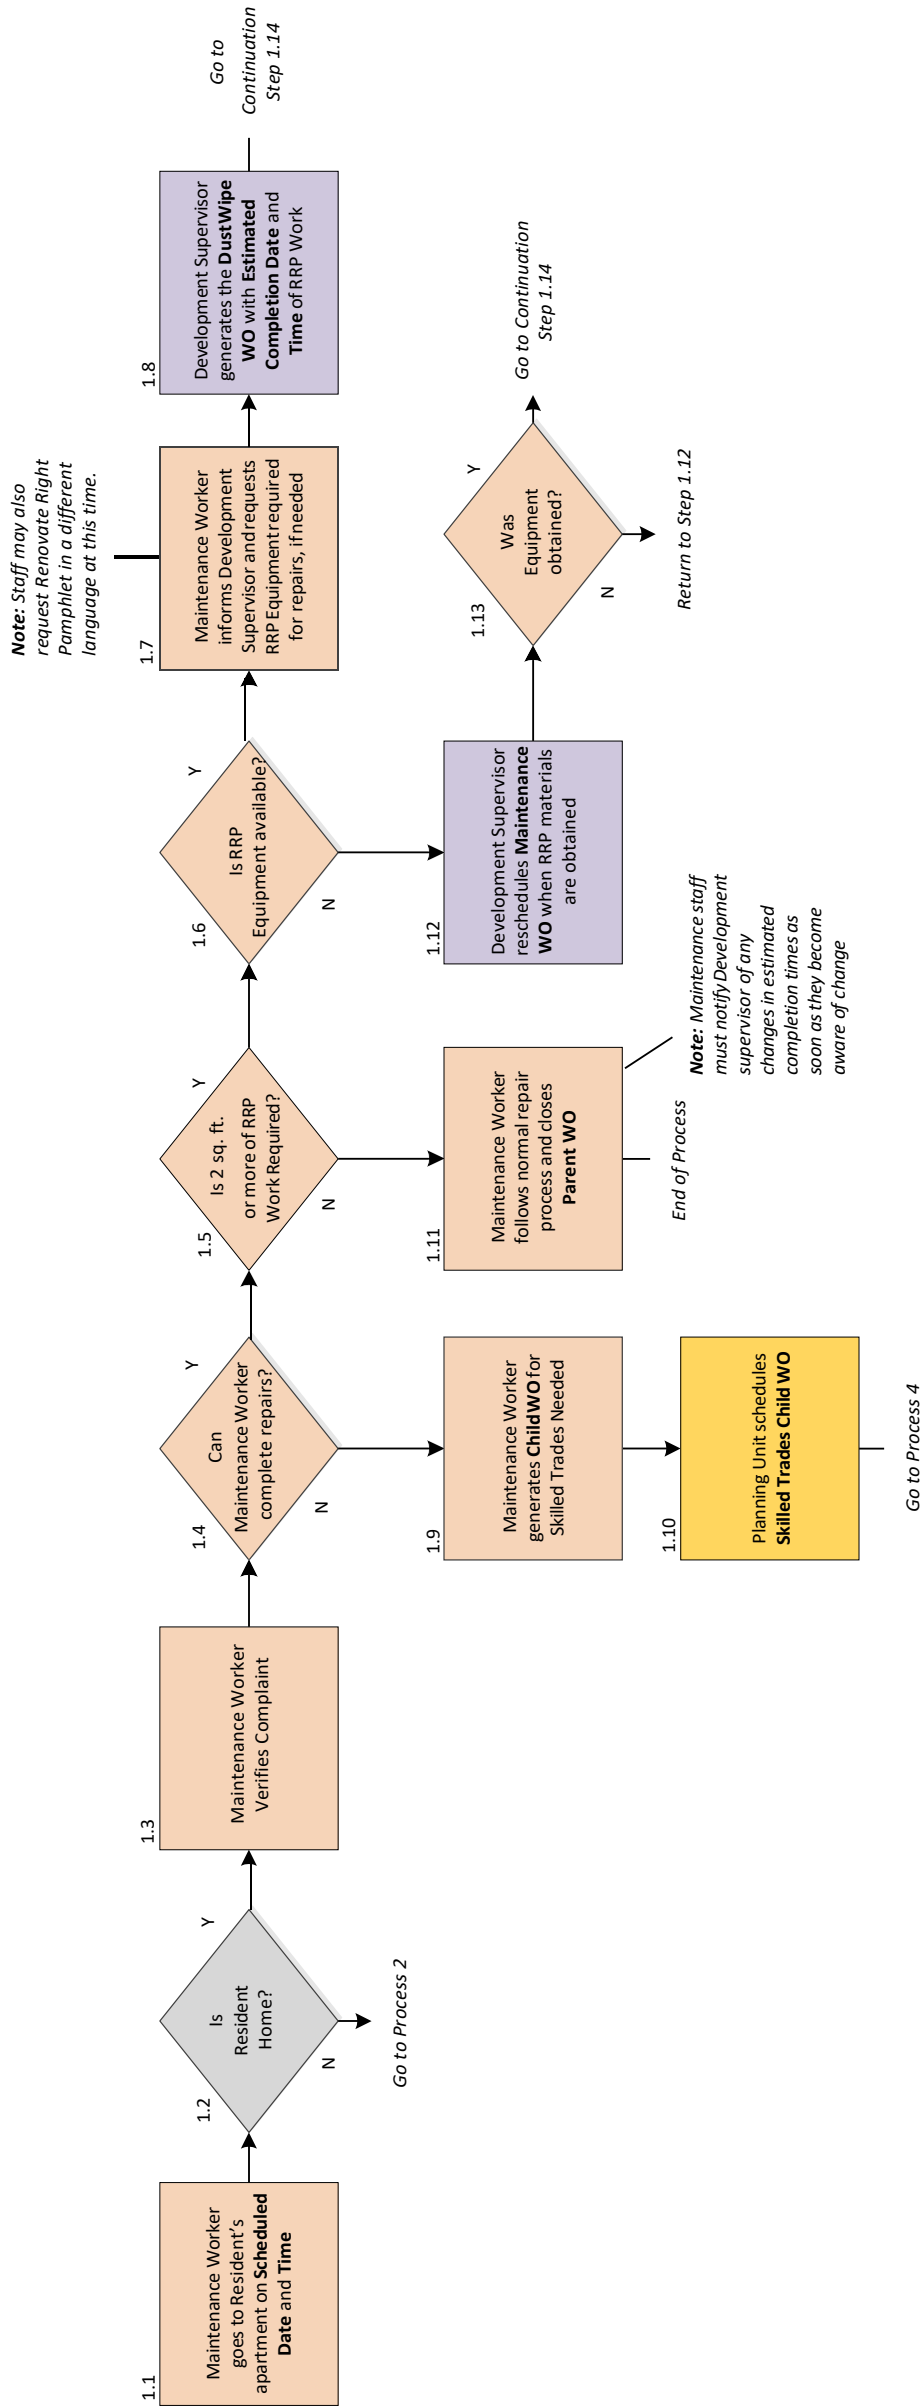 1.1
Maintenance Worker
goes to Resident's
apartment on Scheduled
Date and Time
1.2
Is
Resident
Home?
Y
N
Go to Process 2
1.3
Maintenance Worker
Verifies Complaint
1.4
Can
Maintenance Worker
complete repairs?
Y
N
1.5
Is 2 sq. ft.
or more of RRP
Work Required?
Y
N
1.6
Is RRP
Equipment available?
Y
N
1.7
Maintenance Worker
informs Development
Supervisor and requests
RRP Equipment required
for repairs, if needed
Note: Staff may also
request Renovate Right
Pamphlet in a different
language at this time.
1.8
Development Supervisor
generates the Dust Wipe
WO with Estimated
Completion Date and
Time of RRP Work
Go to
Continuation
Step 1.14
1.9
Maintenance Worker
generates Child WO for
Skilled Trades Needed
1.10
Planning Unit schedules
Skilled Trades Child WO
Go to Process 4
1.11
Maintenance Worker
follows normal repair
process and closes
Parent WO
End of Process
Note: Maintenance staff
must notify Development
supervisor of any
changes in estimated
completion times as
soon as they become
aware of change
1.12
Development Supervisor
reschedules Maintenance
WO when RRP materials
are obtained
1.13
Was
Equipment
obtained?
Y
N
Go to Continuation
Step 1.14
Return to Step 1.12